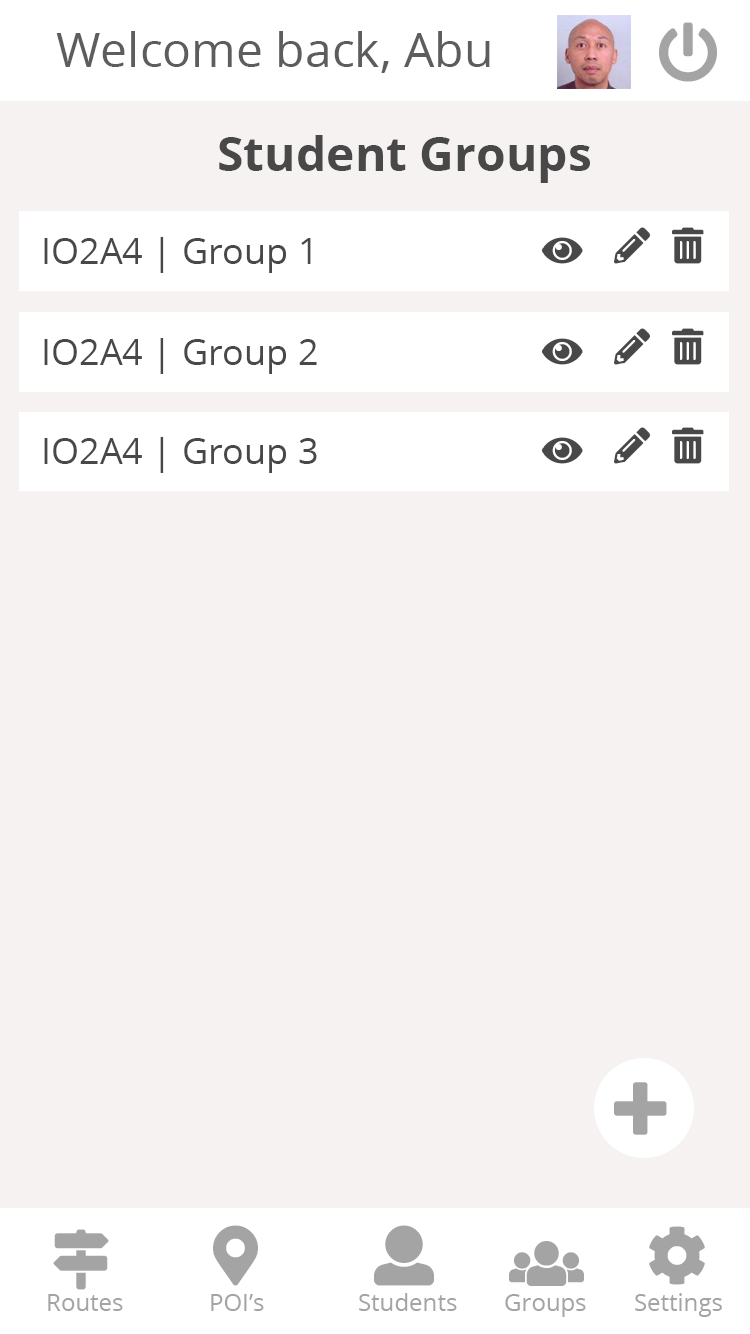 Welcome back, Abu
Student Groups
IO2A4 | Group 1
IO2A4 | Group 2
IO2A4 | Group 3
Routes POI’s Students Groups Settings